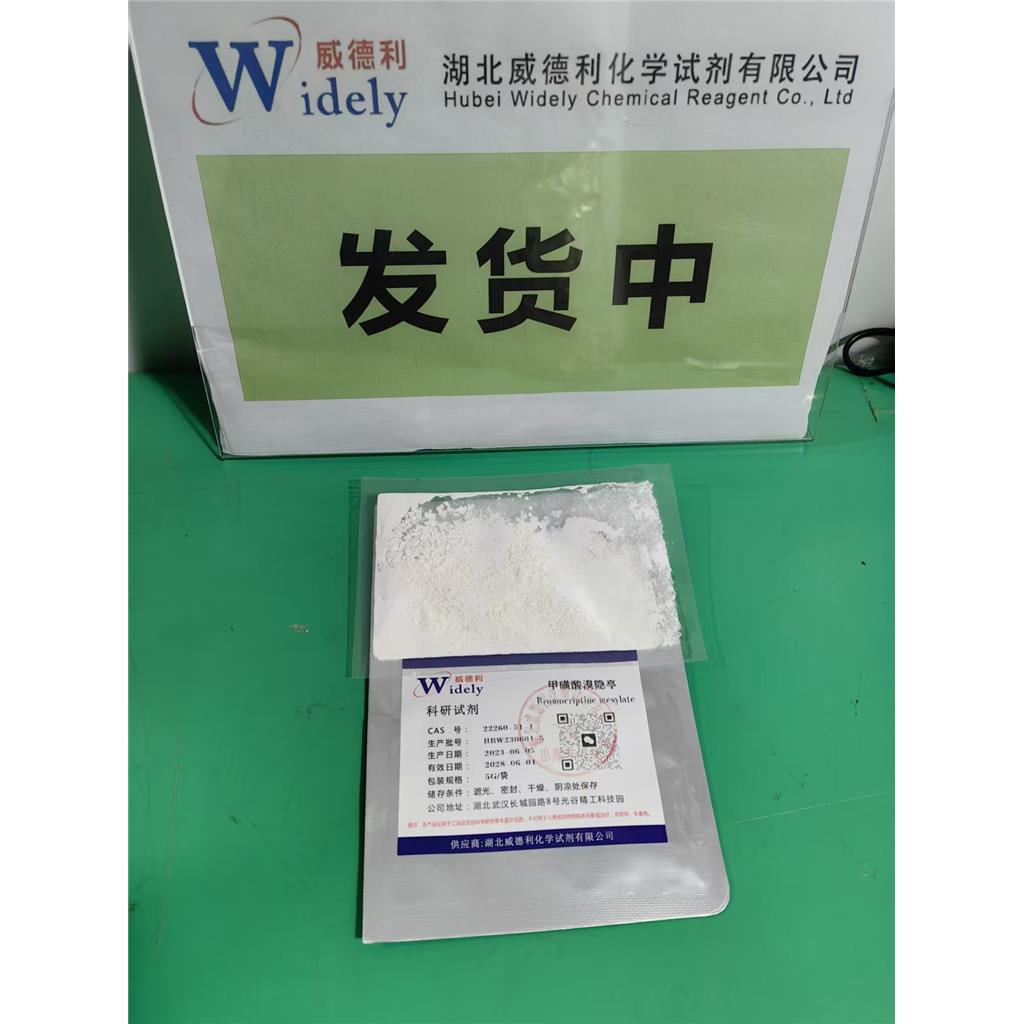 威德利
Widely
湖北威德利化学试剂有限公司
Hubei Widely Chemical Reagent Co., Ltd
发货中
威德利
Widely
甲磺酸溴隐亭
Bromocriptine mesylate
科研试剂
CAS 号： 22260-51-1
生产批号： HBW230601-5
生产日期： 2023-06-05
有效日期： 2028-06-04
包装规格： 5G/袋
储存条件：遮光、密封、干燥、阴凉处保存
公司地址：湖北武汉长城园路8号光谷精工科技园
供应商:湖北威德利化学试剂有限公司